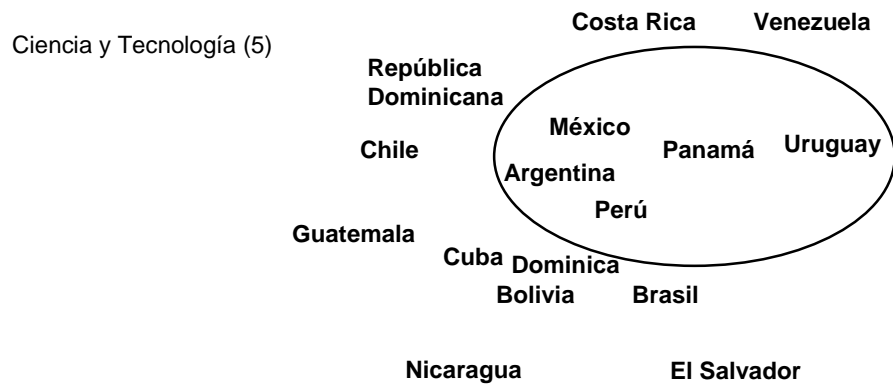 Costa Rica Venezuela
Ciencia y Tecnología (5)
República
Dominicana
México
Chile
Panamá
Uruguay
Argentina
Perú
Guatemala
Cuba
Dominica
Bolivia
Brasil
Nicaragua
El Salvador